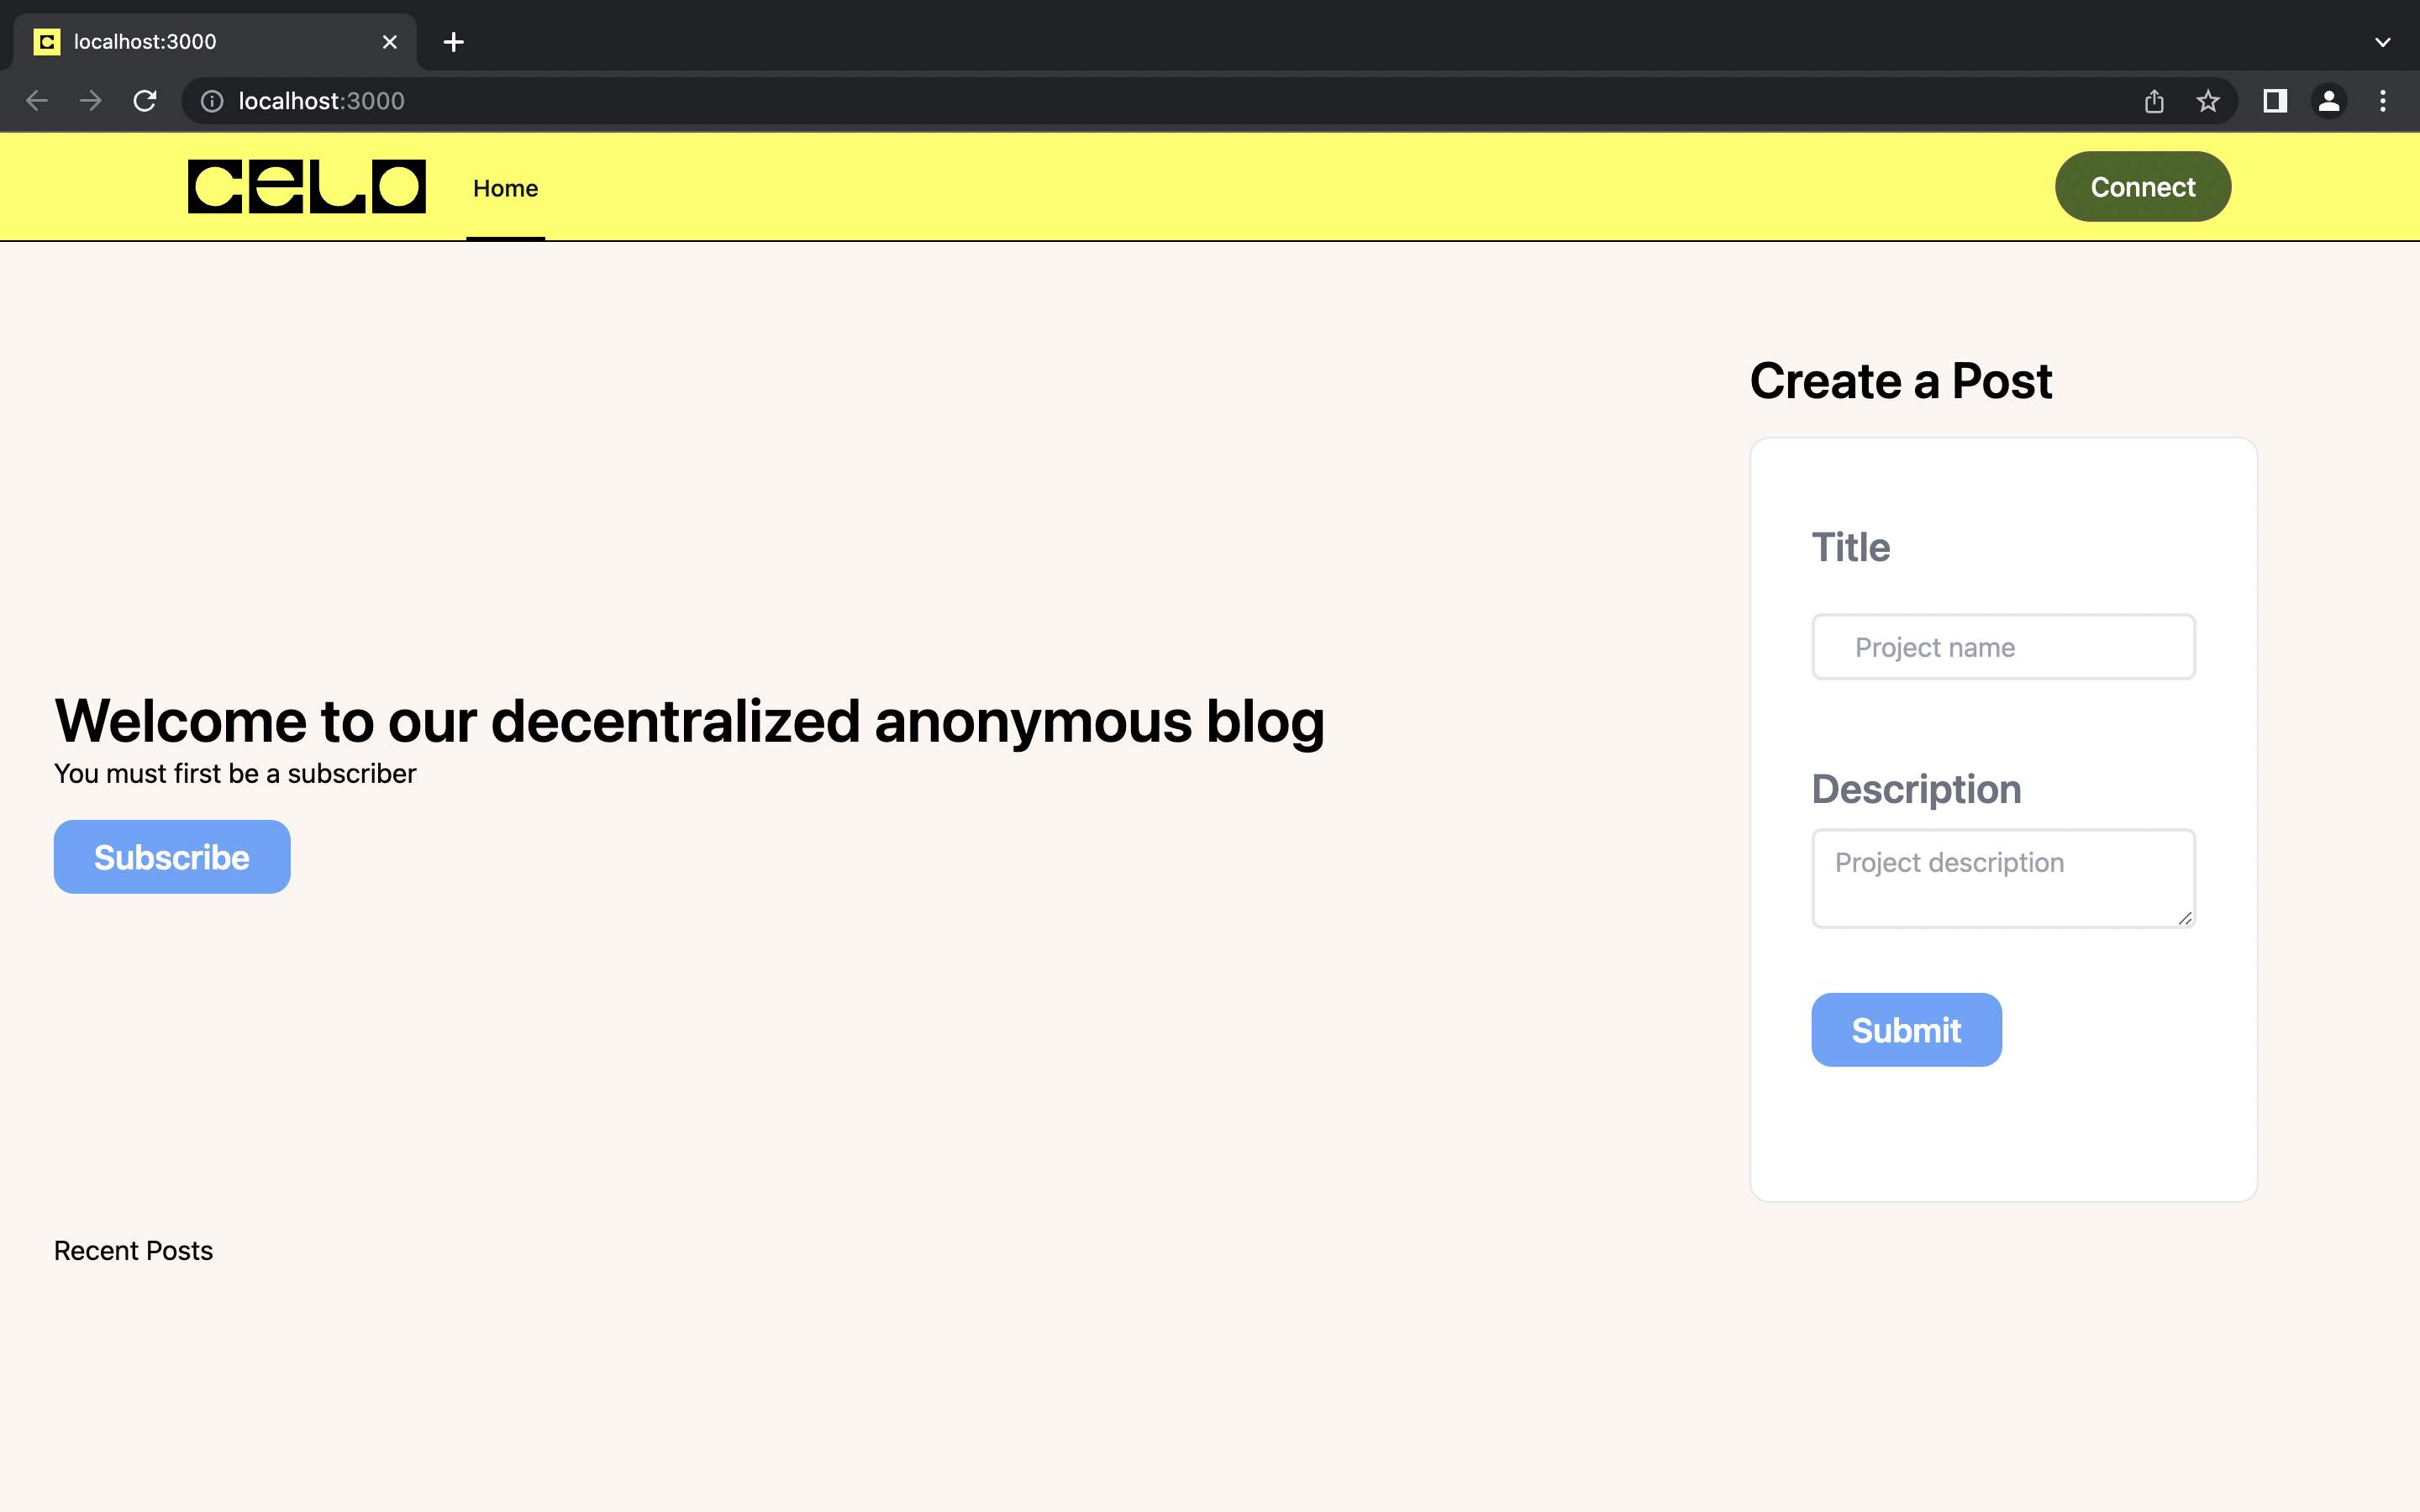 localhost:3000
localhost:3000
CELO
Home
Connect
Create a Post
Title
Project name
Welcome to our decentralized anonymous blog
You must first be a subscriber
Subscribe
Description
Project description
Submit
Recent Posts